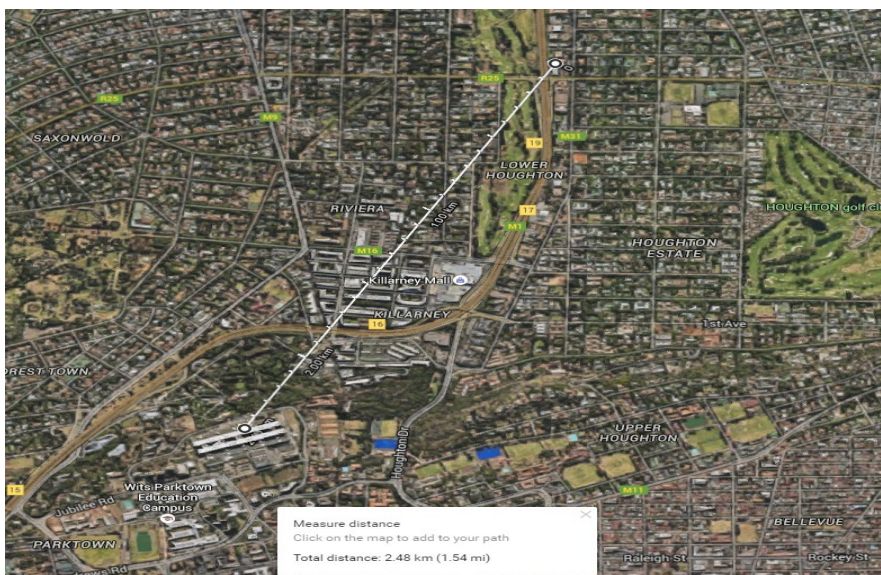 0
R25
R25
M9
SAXONWOLD
M31
19
LOWER
HOUGHTON
RIVIERA
1.00 km
17
HOUGHTON golf cl
M1
M16
HOUGHTON
ESTATE
Killarney Mall
KILLARNEY
16
1st Ave
2.00 km
OREST TOWN
UPPER
HOUGHTON
Houghton Dr
Wits Parktown
Education
Campus
15
M11
Jubilee Rd
BELLEVUE
PARKTOWN
Measure distance
Click on the map to add to your path
Total distance: 2.48 km (1.54 mi)
Raleigh St
Rockey St
ews Rd